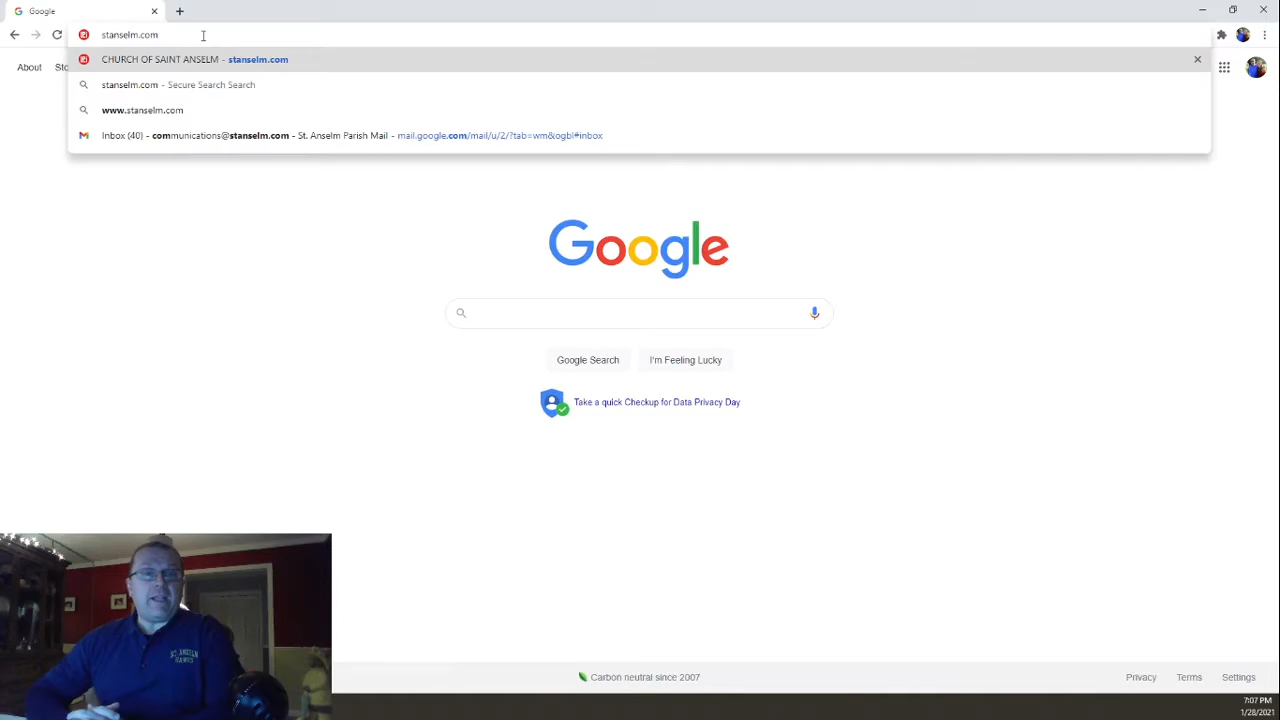 Google
stanselm.com
CHURCH OF SAINT ANSELM - stanselm.com
stanselm.com - Secure Search Search
www.stanselm.com
Inbox (40) - communications@stanselm.com - St. Anselm Parish Mail - mail.google.com/mail/u/2/?tab=wm&ogbl#inbox
About
Google
Google Search
I'm Feeling Lucky
Take a quick Checkup for Data Privacy Day
ST. ANSELM
HAWKS
Carbon neutral since 2007
Privacy
Terms
Settings
7:07 PM
1/28/2021